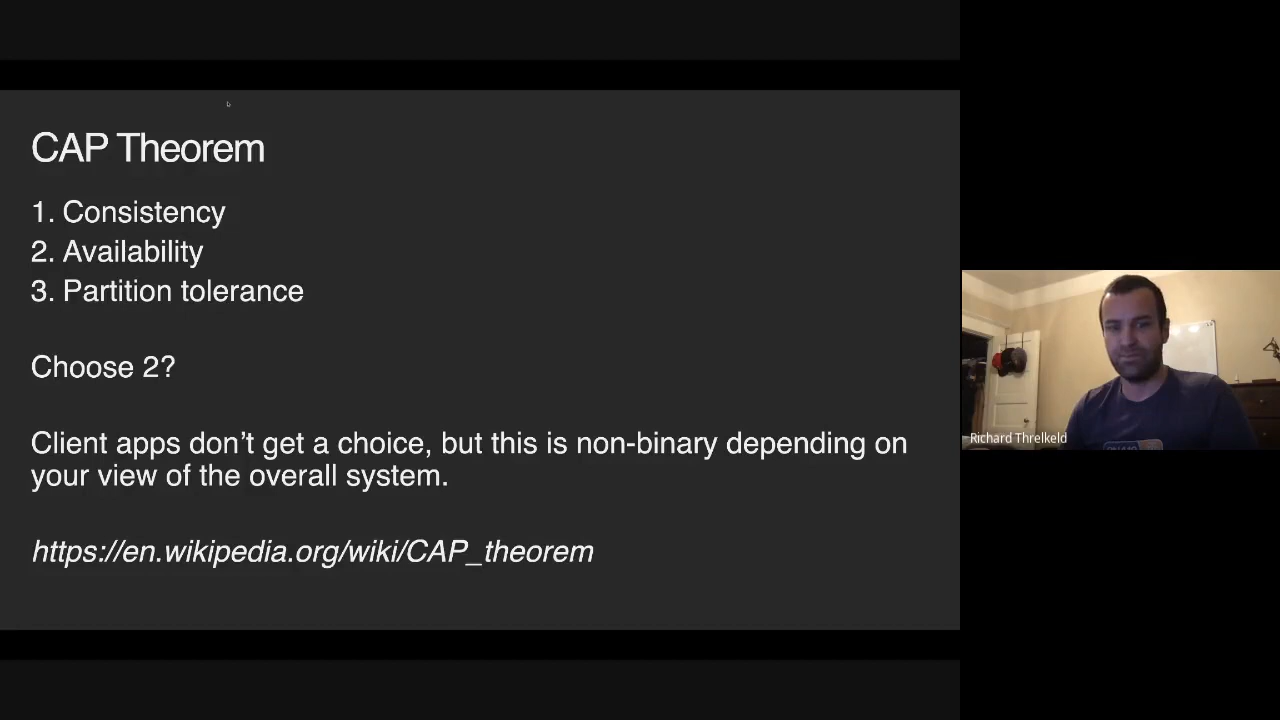 CAP Theorem
1. Consistency
2. Availability
3. Partition tolerance
Choose 2?
Client apps don’t get a choice, but this is non-binary depending on
your view of the overall system.
https://en.wikipedia.org/wiki/CAP_theorem
Richard Threlkeld